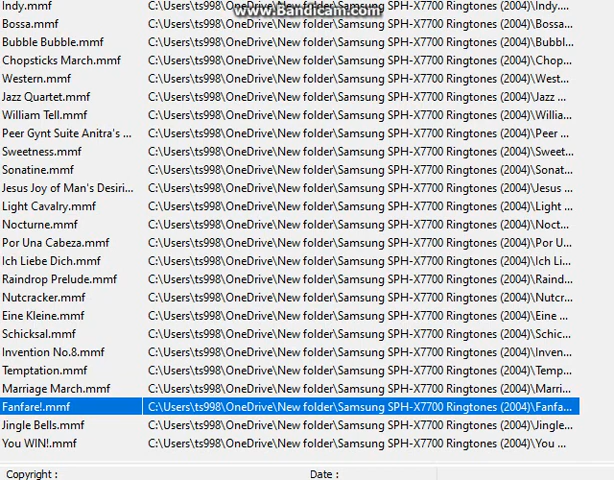 www.Bandicam.com
Indy.mmf C:\Users\ts998\OneDrive\New folder\Samsung SPH-X7700 Ringtones (2004)\Indy....
Bossa.mmf C:\Users\ts998\OneDrive\New folder\Samsung SPH-X7700 Ringtones (2004)\Bossa...
Bubble Bubble.mmf C:\Users\ts998\OneDrive\New folder\Samsung SPH-X7700 Ringtones (2004)\Bubbl...
Chopsticks March.mmf C:\Users\ts998\OneDrive\New folder\Samsung SPH-X7700 Ringtones (2004)\Chop...
Western.mmf C:\Users\ts998\OneDrive\New folder\Samsung SPH-X7700 Ringtones (2004)\West...
Jazz Quartet.mmf C:\Users\ts998\OneDrive\New folder\Samsung SPH-X7700 Ringtones (2004)\Jazz ...
William Tell.mmf C:\Users\ts998\OneDrive\New folder\Samsung SPH-X7700 Ringtones (2004)\Willia...
Peer Gynt Suite Anitra's ... C:\Users\ts998\OneDrive\New folder\Samsung SPH-X7700 Ringtones (2004)\Peer ...
Sweetness.mmf C:\Users\ts998\OneDrive\New folder\Samsung SPH-X7700 Ringtones (2004)\Sweet...
Sonatine.mmf C:\Users\ts998\OneDrive\New folder\Samsung SPH-X7700 Ringtones (2004)\Sonat...
Jesus Joy of Man's Desiri... C:\Users\ts998\OneDrive\New folder\Samsung SPH-X7700 Ringtones (2004)\Jesus ...
Light Cavalry.mmf C:\Users\ts998\OneDrive\New folder\Samsung SPH-X7700 Ringtones (2004)\Light ...
Nocturne.mmf C:\Users\ts998\OneDrive\New folder\Samsung SPH-X7700 Ringtones (2004)\Noct...
Por Una Cabeza.mmf C:\Users\ts998\OneDrive\New folder\Samsung SPH-X7700 Ringtones (2004)\Por U...
Ich Liebe Dich.mmf C:\Users\ts998\OneDrive\New folder\Samsung SPH-X7700 Ringtones (2004)\Ich Li...
Raindrop Prelude.mmf C:\Users\ts998\OneDrive\New folder\Samsung SPH-X7700 Ringtones (2004)\Raind...
Nutcracker.mmf C:\Users\ts998\OneDrive\New folder\Samsung SPH-X7700 Ringtones (2004)\Nutcr...
Eine Kleine.mmf C:\Users\ts998\OneDrive\New folder\Samsung SPH-X7700 Ringtones (2004)\Eine ...
Schicksal.mmf C:\Users\ts998\OneDrive\New folder\Samsung SPH-X7700 Ringtones (2004)\Schic...
Invention No.8.mmf C:\Users\ts998\OneDrive\New folder\Samsung SPH-X7700 Ringtones (2004)\Inven...
Temptation.mmf C:\Users\ts998\OneDrive\New folder\Samsung SPH-X7700 Ringtones (2004)\Temp...
Marriage March.mmf C:\Users\ts998\OneDrive\New folder\Samsung SPH-X7700 Ringtones (2004)\Marri...
Fanfare!.mmf C:\Users\ts998\OneDrive\New folder\Samsung SPH-X7700 Ringtones (2004)\Fanfa...
Jingle Bells.mmf C:\Users\ts998\OneDrive\New folder\Samsung SPH-X7700 Ringtones (2004)\Jingle...
You WIN!.mmf C:\Users\ts998\OneDrive\New folder\Samsung SPH-X7700 Ringtones (2004)\You ...
Copyright : Date :